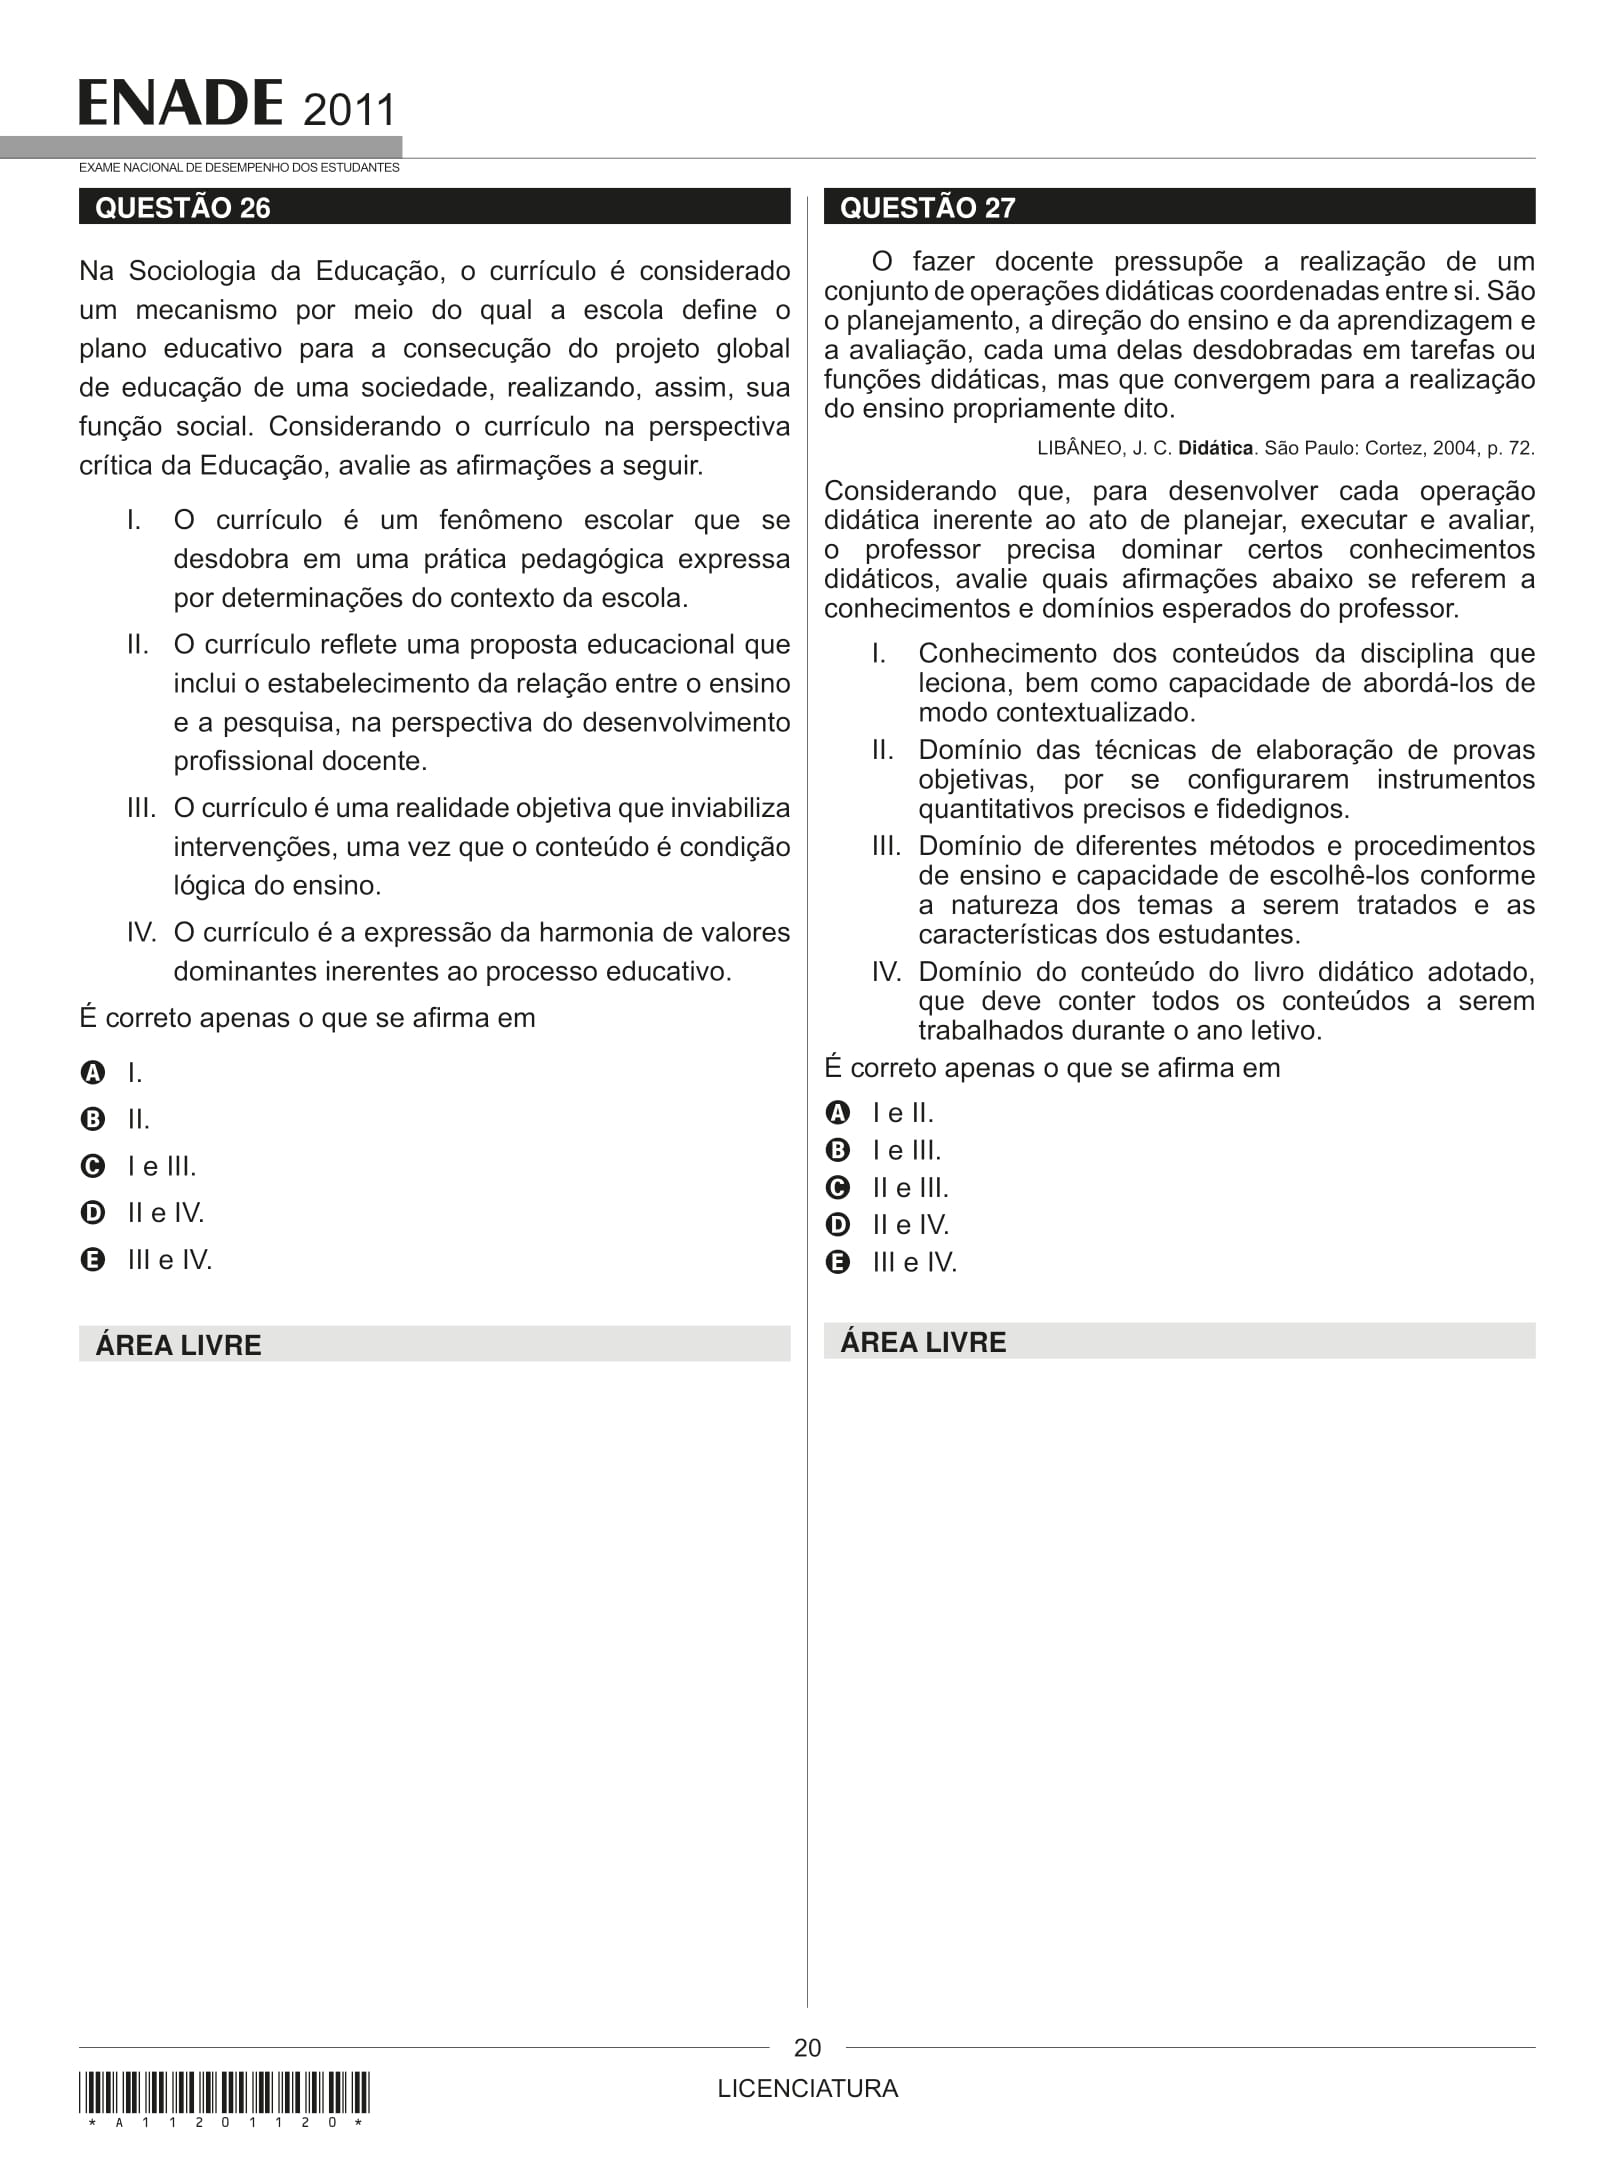 ENADE 2011
EXAME NACIONAL DE DESEMPENHO DOS ESTUDANTES
QUESTÃO 26
Na Sociologia da Educação, o currículo é considerado
um mecanismo por meio do qual a escola define o
plano educativo para a consecução do projeto global
de educação de uma sociedade, realizando, assim, sua
função social. Considerando o currículo na perspectiva
crítica da Educação, avalie as afirmações a seguir.
I. O currículo é um fenômeno escolar que se
desdobra em uma prática pedagógica expressa
por determinações do contexto da escola.
II. O currículo reflete uma proposta educacional que
inclui o estabelecimento da relação entre o ensino
e a pesquisa, na perspectiva do desenvolvimento
profissional docente.
III. O currículo é uma realidade objetiva que inviabiliza
intervenções, uma vez que o conteúdo é condição
lógica do ensino.
IV. O currículo é a expressão da harmonia de valores
dominantes inerentes ao processo educativo.
É correto apenas o que se afirma em
A I.
B II.
C I e III.
D II e IV.
E III e IV.
ÁREA LIVRE
QUESTÃO 27
O fazer docente pressupõe a realização de um
conjunto de operações didáticas coordenadas entre si. São
o planejamento, a direção do ensino e da aprendizagem e
a avaliação, cada uma delas desdobradas em tarefas ou
funções didáticas, mas que convergem para a realização
do ensino propriamente dito.
LIBÂNEO, J. C. Didática. São Paulo: Cortez, 2004, p. 72.
Considerando que, para desenvolver cada operação
didática inerente ao ato de planejar, executar e avaliar,
o professor precisa dominar certos conhecimentos
didáticos, avalie quais afirmações abaixo se referem a
conhecimentos e domínios esperados do professor.
I. Conhecimento dos conteúdos da disciplina que
leciona, bem como capacidade de abordá-los de
modo contextualizado.
II. Domínio das técnicas de elaboração de provas
objetivas, por se configurarem instrumentos
quantitativos precisos e fidedignos.
III. Domínio de diferentes métodos e procedimentos
de ensino e capacidade de escolhê-los conforme
a natureza dos temas a serem tratados e as
características dos estudantes.
IV. Domínio do conteúdo do livro didático adotado,
que deve conter todos os conteúdos a serem
trabalhados durante o ano letivo.
É correto apenas o que se afirma em
A I e II.
B I e III.
C II e III.
D II e IV.
E III e IV.
ÁREA LIVRE
20
LICENCIATURA
* A 1 1 2 0 1 1 2 0 *